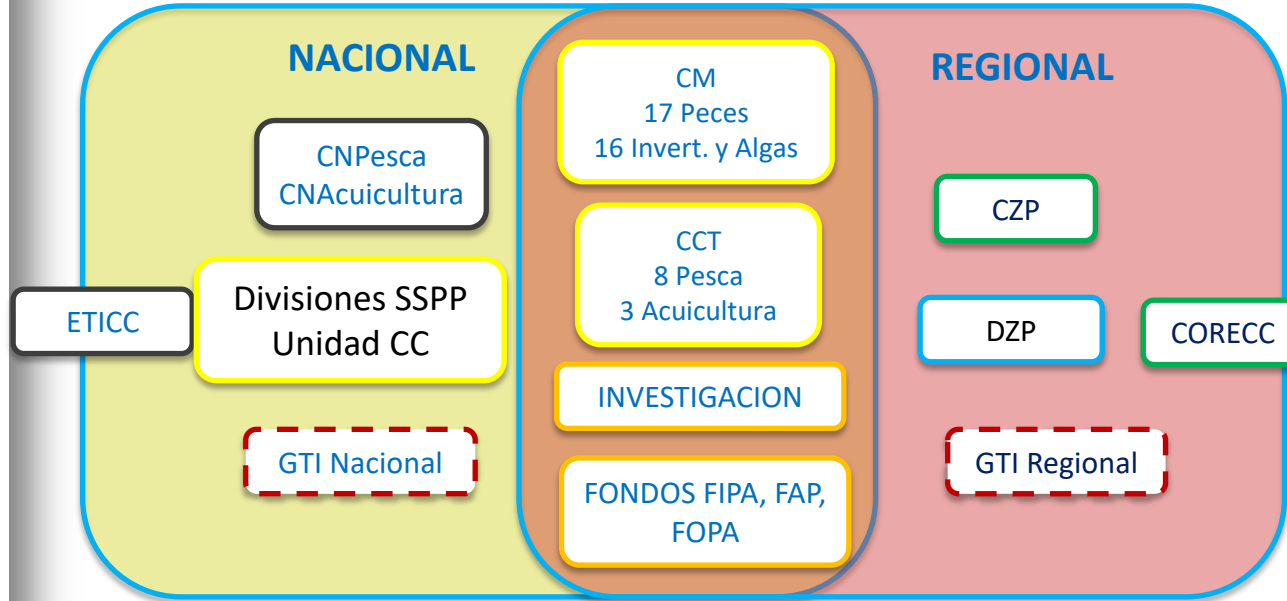 NACIONAL
CNPesca
CNAcuicultura
ETICC
Divisiones SSPP
Unidad CC
GTI Nacional
CM
17 Peces
16 Invert. y Algas
CCT
8 Pesca
3 Acuicultura
INVESTIGACION
FONDOS FIPA, FAP,
FOPA
REGIONAL
CZP
DZP
CORECC
GTI Regional